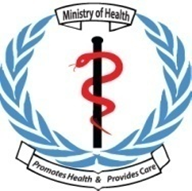 Ministry of Health
Promotes Health & Provides Care